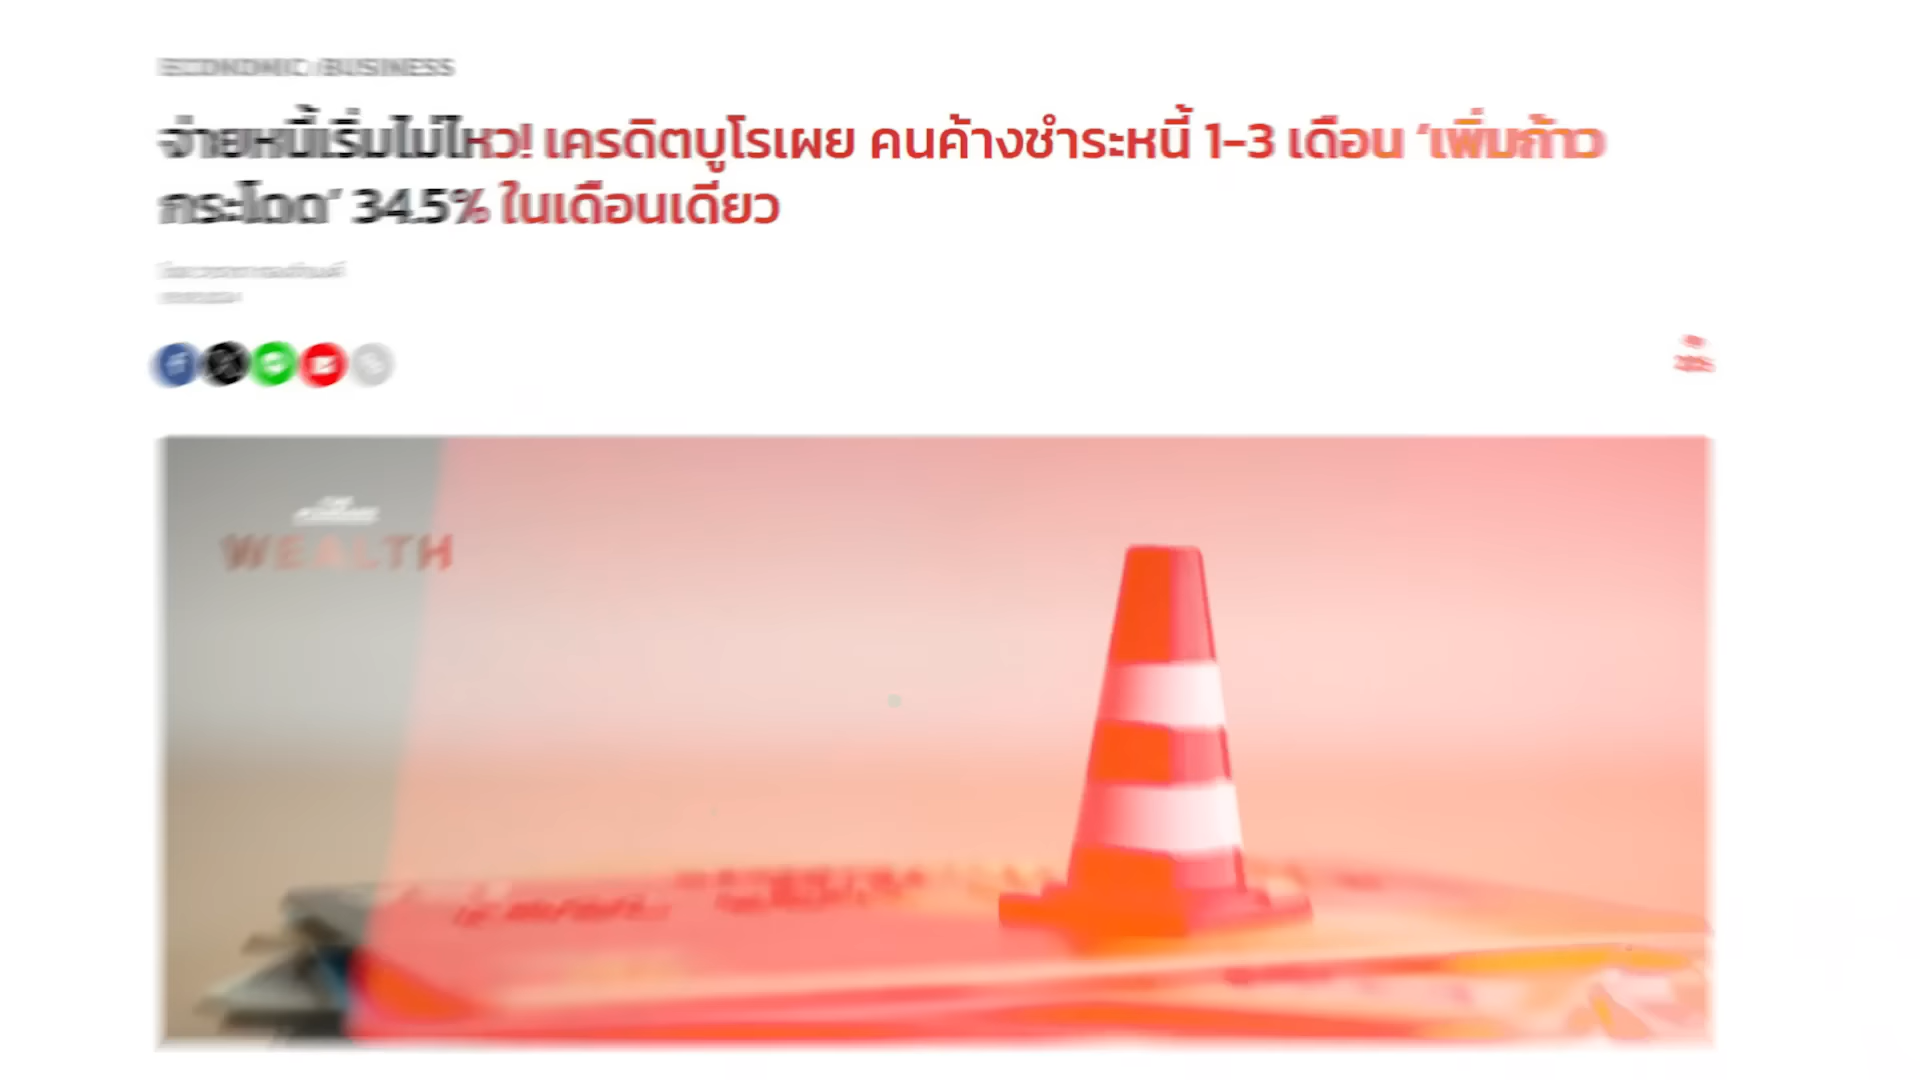 ECONOMIC / BUSINESS
จ่ายหนี้เริ่มไม่ไหว! เครดิตบูโรเผย คนค้างชำระหนี้ 1-3 เดือน ‘เพิ่มก้าว
กระโดด’ 34.5% ในเดือนเดียว
WEALTH